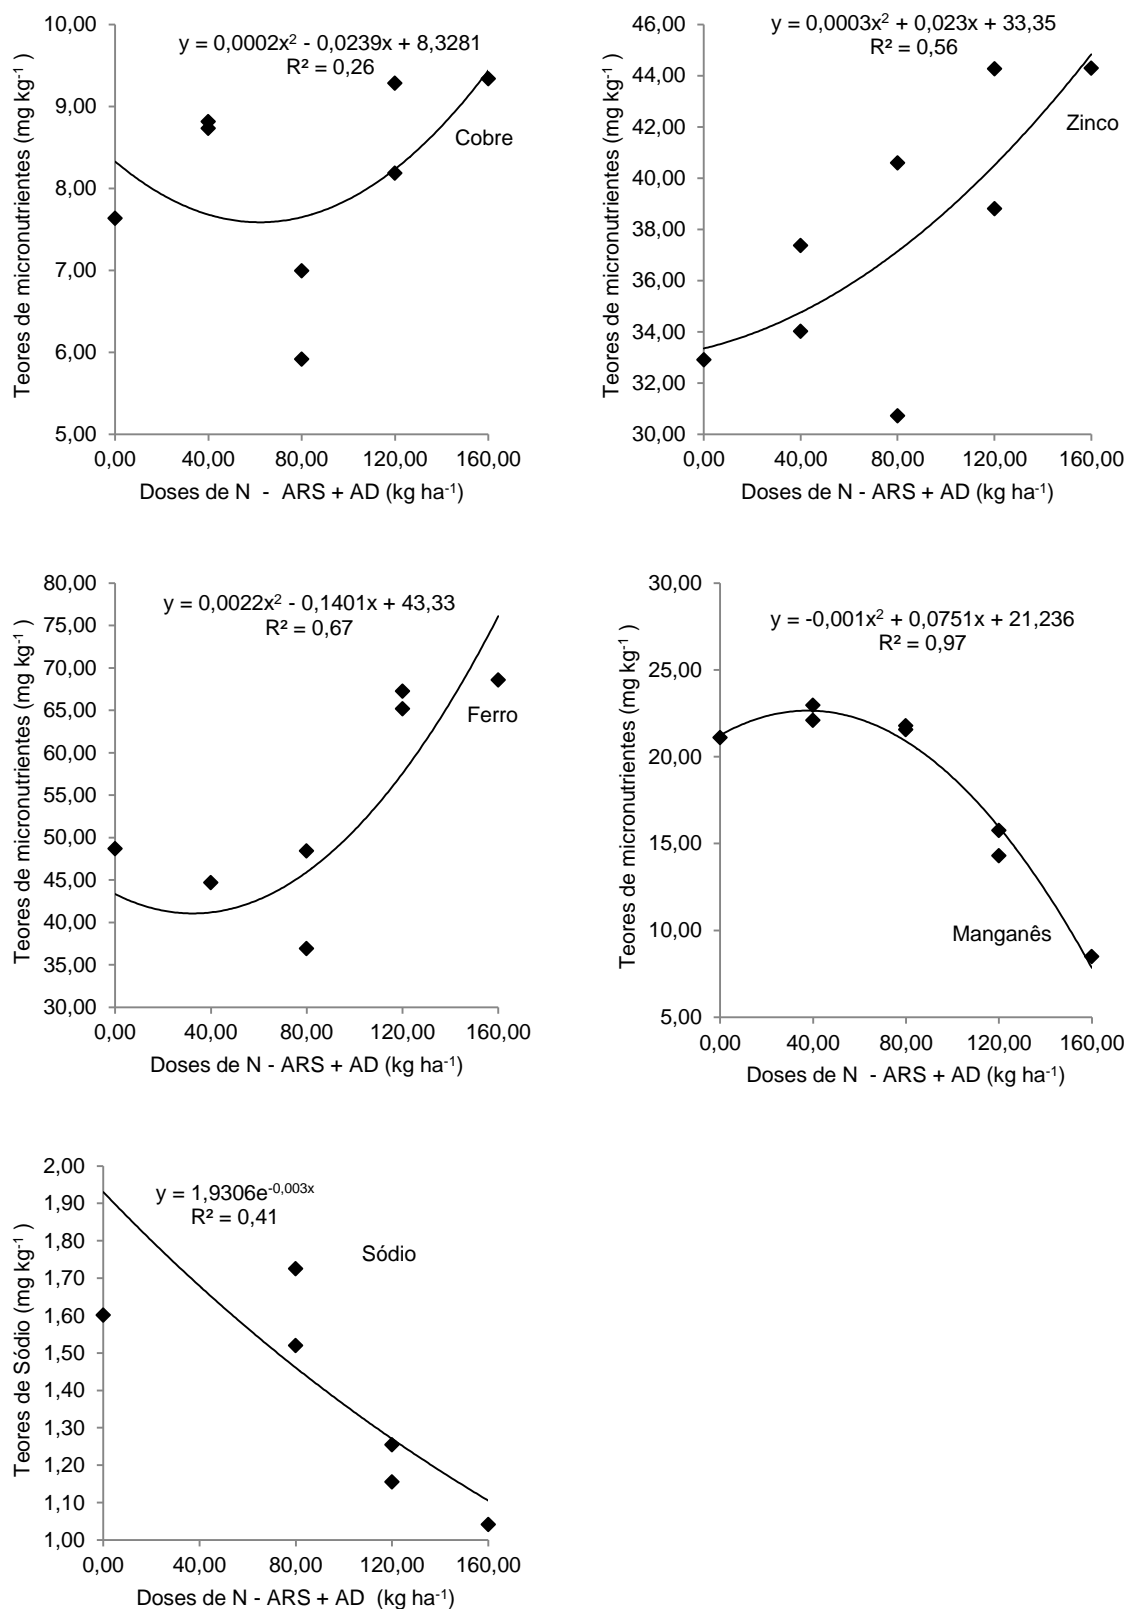 y = 0,0002x² - 0,0239x + 8,3281
R² = 0,26
Cobre
Teores de micronutrientes (mg kg⁻¹ )
10,00
9,00
8,00
7,00
6,00
5,00
0,00 40,00 80,00 120,00 160,00
Doses de N - ARS + AD (kg ha⁻¹)
y = 0,0003x² + 0,023x + 33,35
R² = 0,56
Zinco
Teores de micronutrientes (mg kg⁻¹ )
46,00
44,00
42,00
40,00
38,00
36,00
34,00
32,00
30,00
0,00 40,00 80,00 120,00 160,00
Doses de N - ARS + AD (kg ha⁻¹)
y = 0,0022x² - 0,1401x + 43,33
R² = 0,67
Ferro
Teores de micronutrientes (mg kg⁻¹ )
80,00
75,00
70,00
65,00
60,00
55,00
50,00
45,00
40,00
35,00
30,00
0,00 40,00 80,00 120,00 160,00
Doses de N - ARS + AD (kg ha⁻¹)
y = -0,001x² + 0,0751x + 21,236
R² = 0,97
Manganês
Teores de micronutrientes (mg kg⁻¹ )
30,00
25,00
20,00
15,00
10,00
5,00
0,00 40,00 80,00 120,00 160,00
Doses de N - ARS + AD (kg ha⁻¹)
y = 1,9306e⁻⁰,⁰⁰³ˣ
R² = 0,41
Sódio
Teores de Sódio (mg kg⁻¹ )
2,00
1,90
1,80
1,70
1,60
1,50
1,40
1,30
1,20
1,10
1,00
0,00 40,00 80,00 120,00 160,00
Doses de N - ARS + AD (kg ha⁻¹)